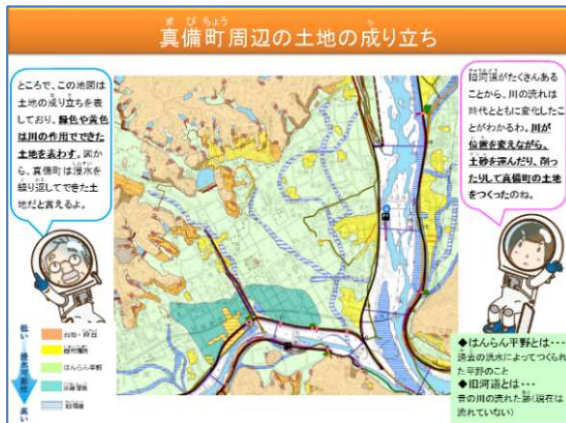 真備町周辺の土地の成り立ち
ところで、この地図は
土地の成り立ちを表
しており、緑色や黄色
は川の作用でできた
土地を表わす。図か
ら、真備町は浸水を
繰り返してできた土
地だと言えるよ。
旧河道がたくさんある
ことから、川の流れは
時代とともに変化したこ
とがわかるわ。川が
位置を変えながら、
土砂を運んだり、削っ
たりして真備町の土地
をつくったのね。
低い
浸水可能性
高い
はんらん平野
旧河道
◆はんらん平野とは・・・
過去の洪水によってつくられ
た平野のこと
◆旧河道とは・・・
昔の川の流れた跡(現在は
流れていない)